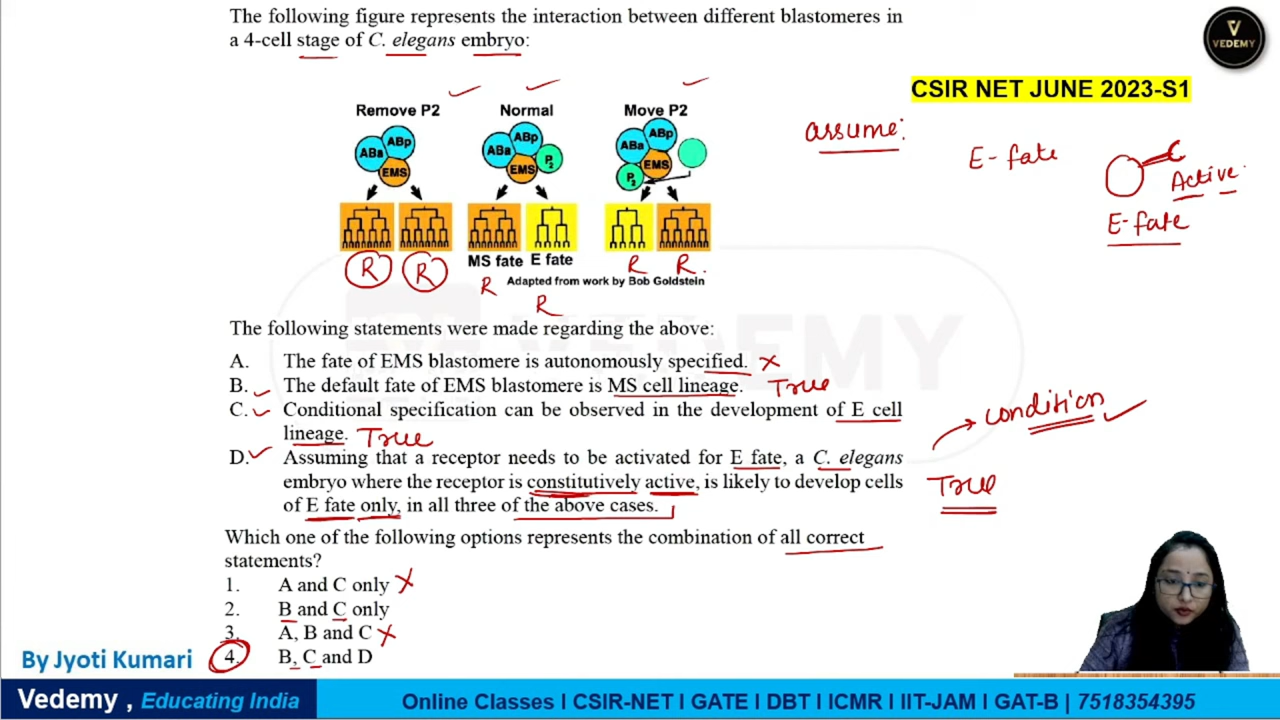 The following figure represents the interaction between different blastomeres in
a 4-cell stage of C. elegans embryo:
V
VEDEMY
CSIR NET JUNE 2023-S1
Remove P2
Normal
Move P2
ABp
ABa
EMS
ABp
ABa
P2
EMS
ABp
ABa
EMS
P2
MS fate E fate
R R R R R R
Adapted from work by Bob Goldstein
assume:
E-fate
Active
E-fate
VEDEMY
The following statements were made regarding the above:
A. The fate of EMS blastomere is autonomously specified. x
B. The default fate of EMS blastomere is MS cell lineage. True
C. Conditional specification can be observed in the development of E cell
lineage. True
condition
D. Assuming that a receptor needs to be activated for E fate, a C. elegans
embryo where the receptor is constitutively active, is likely to develop cells
of E fate only, in all three of the above cases.
True
Which one of the following options represents the combination of all correct
statements?
1. A and C only x
2. B and C only
3. A, B and C x
4. B, C and D
By Jyoti Kumari
Vedemy , Educating India
Online Classes I CSIR-NET I GATE I DBT I ICMR I IIT-JAM I GAT-B | 7518354395